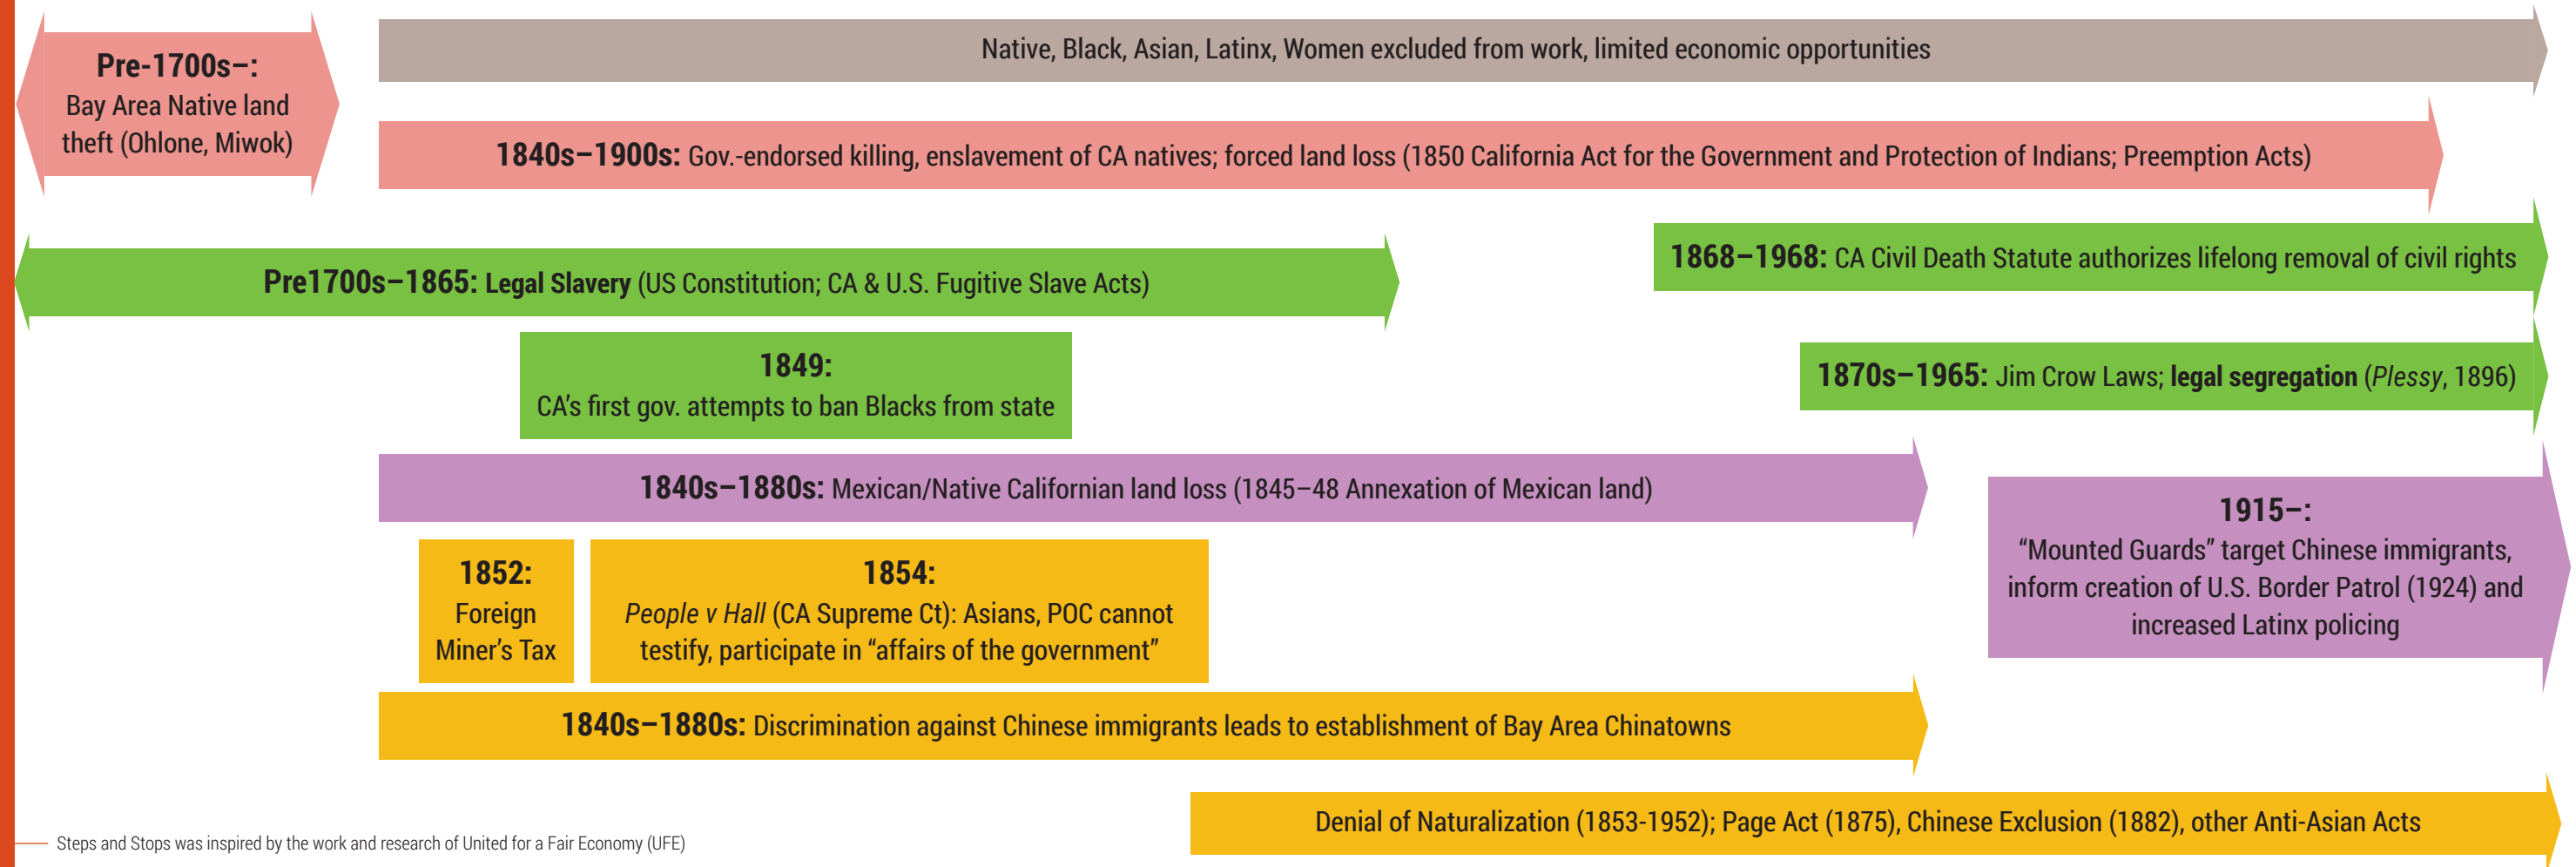 Pre-1700s–:
Bay Area Native land
theft (Ohlone, Miwok)
Native, Black, Asian, Latinx, Women excluded from work, limited economic opportunities
1840s–1900s: Gov.-endorsed killing, enslavement of CA natives; forced land loss (1850 California Act for the Government and Protection of Indians; Preemption Acts)
Pre1700s–1865: Legal Slavery (US Constitution; CA & U.S. Fugitive Slave Acts)
1868–1968: CA Civil Death Statute authorizes lifelong removal of civil rights
1849:
CA’s first gov. attempts to ban Blacks from state
1870s–1965: Jim Crow Laws; legal segregation (Plessy, 1896)
1840s–1880s: Mexican/Native Californian land loss (1845–48 Annexation of Mexican land)
1915–:
“Mounted Guards” target Chinese immigrants,
inform creation of U.S. Border Patrol (1924) and
increased Latinx policing
1852:
Foreign
Miner’s Tax
1854:
People v Hall (CA Supreme Ct): Asians, POC cannot
testify, participate in “affairs of the government”
1840s–1880s: Discrimination against Chinese immigrants leads to establishment of Bay Area Chinatowns
Denial of Naturalization (1853-1952); Page Act (1875), Chinese Exclusion (1882), other Anti-Asian Acts
Steps and Stops was inspired by the work and research of United for a Fair Economy (UFE)